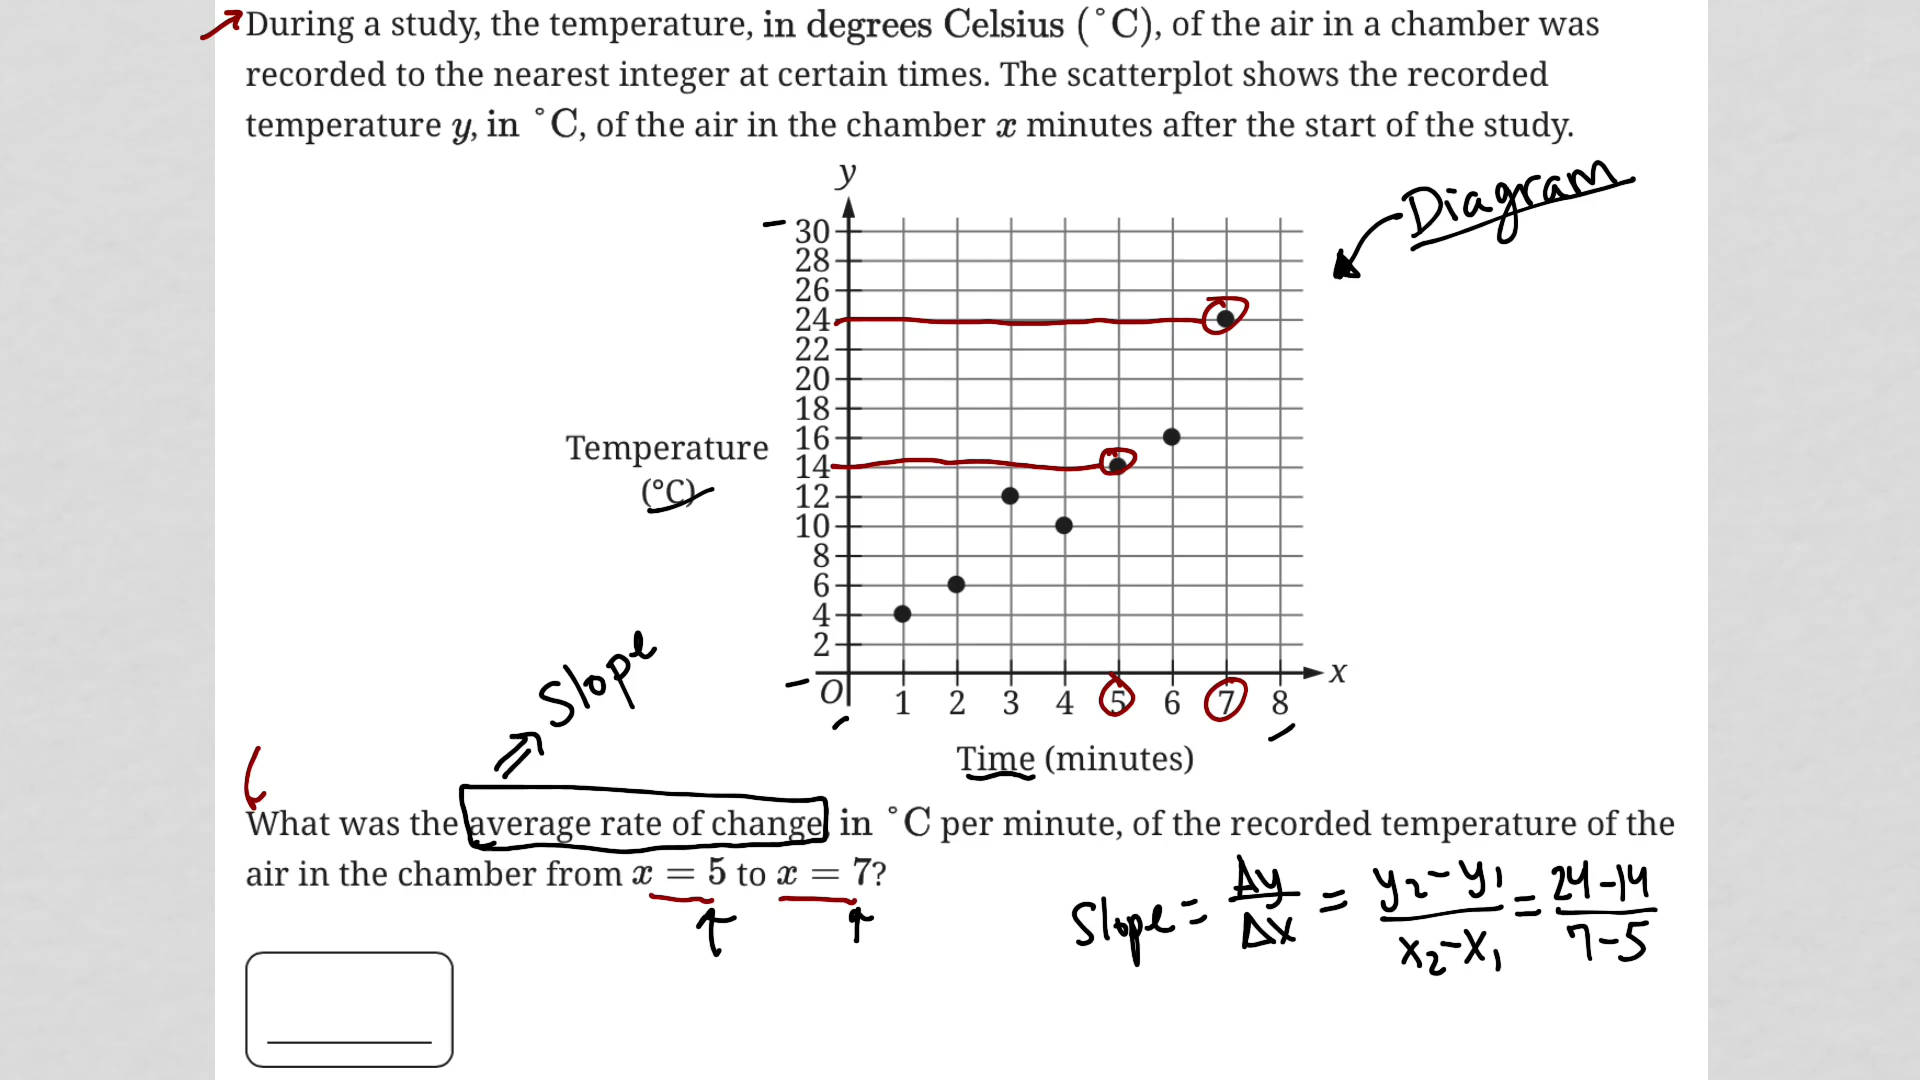 During a study, the temperature, in degrees Celsius (°C), of the air in a chamber was
recorded to the nearest integer at certain times. The scatterplot shows the recorded
temperature y, in °C, of the air in the chamber x minutes after the start of the study.
Diagram
y
30
28
26
24
22
20
18
16
14
12
10
8
6
4
2
Temperature
(°C)
O 1 2 3 4 5 6 7 8
x
Time (minutes)
Slope
What was the average rate of change, in °C per minute, of the recorded temperature of the
air in the chamber from x = 5 to x = 7?
Slope = Δy/Δx = y₂-y₁/x₂-x₁ = 24-14/7-5